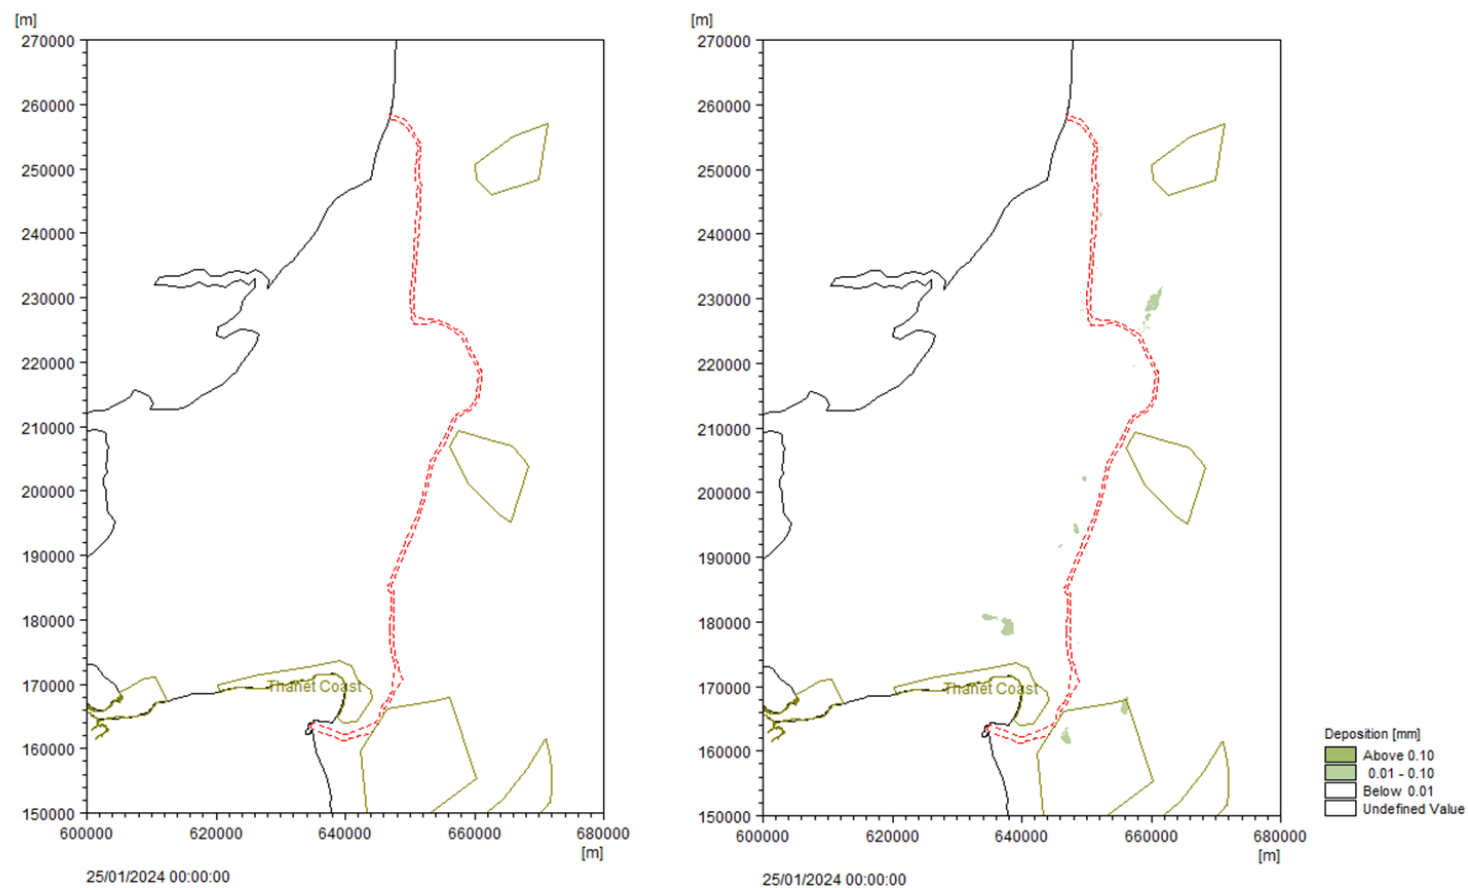 [m]
270000
260000
250000
240000
230000
220000
210000
200000
190000
180000
170000
160000
150000
Thanet Coast
600000 620000 640000 660000 680000
[m]
25/01/2024 00:00:00
[m]
270000
260000
250000
240000
230000
220000
210000
200000
190000
180000
170000
160000
150000
Thanet Coast
600000 620000 640000 660000 680000
[m]
25/01/2024 00:00:00
Deposition [mm]
Above 0.10
0.01 - 0.10
Below 0.01
Undefined Value